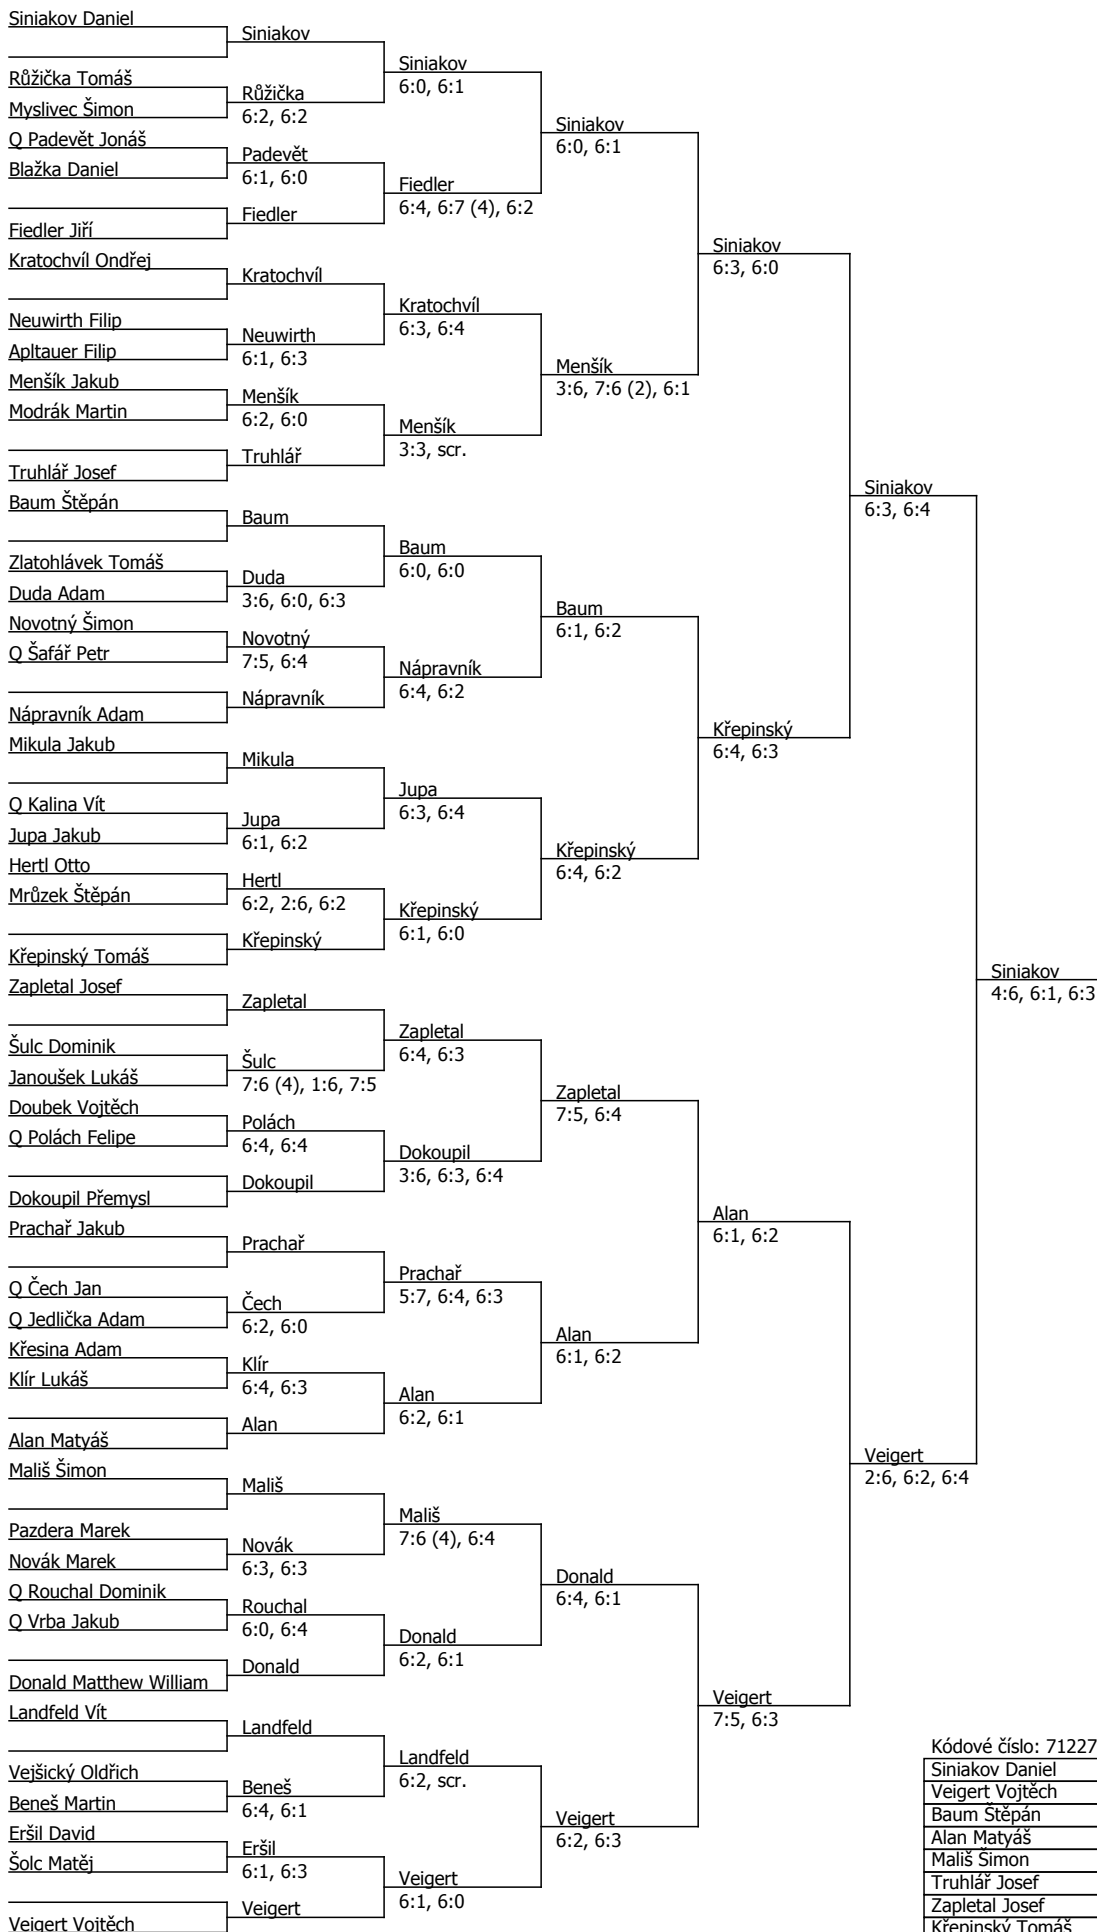 Siniakov Daniel
Růžička Tomáš
Myslivec Šimon
Q Padevět Jonáš
Blažka Daniel
Fiedler Jiří
Kratochvíl Ondřej
Neuwirth Filip
Apltauer Filip
Menšík Jakub
Modrák Martin
Truhlář Josef
Baum Štěpán
Zlatohlávek Tomáš
Duda Adam
Novotný Šimon
Q Šafář Petr
Nápravník Adam
Mikula Jakub
Q Kalina Vít
Jupa Jakub
Hertl Otto
Mrůzek Štěpán
Křepinský Tomáš
Zapletal Josef
Šulc Dominik
Janoušek Lukáš
Doubek Vojtěch
Q Polách Felipe
Dokoupil Přemysl
Prachař Jakub
Q Čech Jan
Q Jedlička Adam
Křesina Adam
Klír Lukáš
Alan Matyáš
Mališ Šimon
Pazdera Marek
Novák Marek
Q Rouchal Dominik
Q Vrba Jakub
Donald Matthew William
Landfeld Vít
Vejšický Oldřich
Beneš Martin
Eršil David
Šolc Matěj
Veigert Vojtěch
Siniakov
Růžička
6:2, 6:2
Padevět
6:1, 6:0
Fiedler
Kratochvíl
Neuwirth
6:1, 6:3
Menšík
6:2, 6:0
Truhlář
Baum
Duda
3:6, 6:0, 6:3
Novotný
7:5, 6:4
Nápravník
Mikula
Jupa
6:1, 6:2
Hertl
6:2, 2:6, 6:2
Křepinský
Zapletal
Šulc
7:6 (4), 1:6, 7:5
Polách
6:4, 6:4
Dokoupil
Prachař
Čech
6:2, 6:0
Klír
6:4, 6:3
Alan
Mališ
Novák
6:3, 6:3
Rouchal
6:0, 6:4
Donald
Landfeld
Beneš
6:4, 6:1
Eršil
6:1, 6:3
Veigert
Siniakov
6:0, 6:1
Fiedler
6:4, 6:7 (4), 6:2
Kratochvíl
6:3, 6:4
Menšík
3:3, scr.
Baum
6:0, 6:0
Nápravník
6:4, 6:2
Jupa
6:3, 6:4
Křepinský
6:1, 6:0
Zapletal
6:4, 6:3
Dokoupil
3:6, 6:3, 6:4
Prachař
5:7, 6:4, 6:3
Alan
6:2, 6:1
Mališ
7:6 (4), 6:4
Donald
6:2, 6:1
Landfeld
6:2, scr.
Veigert
6:1, 6:0
Siniakov
6:0, 6:1
Menšík
3:6, 7:6 (2), 6:1
Baum
6:1, 6:2
Křepinský
6:4, 6:2
Zapletal
7:5, 6:4
Alan
6:1, 6:2
Donald
6:4, 6:1
Veigert
6:2, 6:3
Siniakov
6:3, 6:0
Křepinský
6:4, 6:3
Alan
6:1, 6:2
Veigert
7:5, 6:3
Siniakov
6:3, 6:4
Veigert
2:6, 6:2, 6:4
Siniakov
4:6, 6:1, 6:3
Kódové číslo: 71227
Siniakov Daniel
Veigert Vojtěch
Baum Štěpán
Alan Matyáš
Mališ Šimon
Truhlář Josef
Zapletal Josef
Křepinský Tomáš